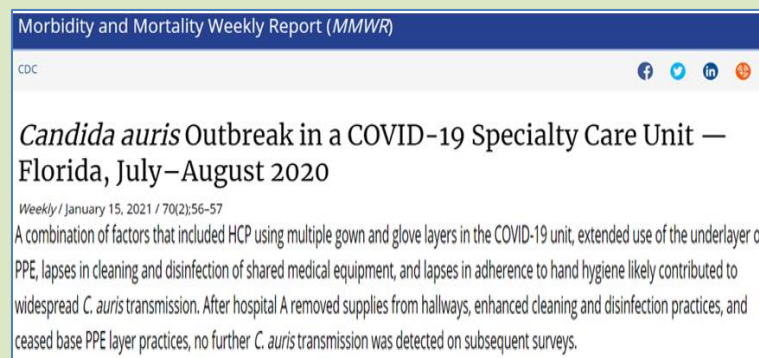 Morbidity and Mortality Weekly Report (MMWR)
CDC
Candida auris Outbreak in a COVID-19 Specialty Care Unit —
Florida, July–August 2020
Weekly / January 15, 2021 / 70(2);56–57
A combination of factors that included HCP using multiple gown and glove layers in the COVID-19 unit, extended use of the underlayer o
PPE, lapses in cleaning and disinfection of shared medical equipment, and lapses in adherence to hand hygiene likely contributed to
widespread C. auris transmission. After hospital A removed supplies from hallways, enhanced cleaning and disinfection practices, and
ceased base PPE layer practices, no further C. auris transmission was detected on subsequent surveys.